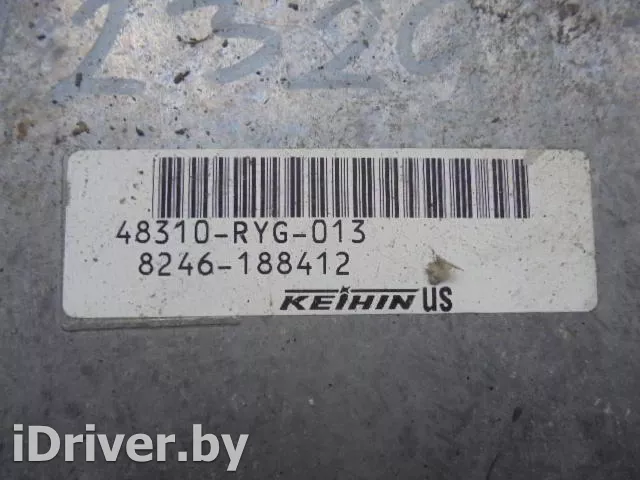 48310-RYG-013
8246-188412
KEIHIN US
iDriver.by